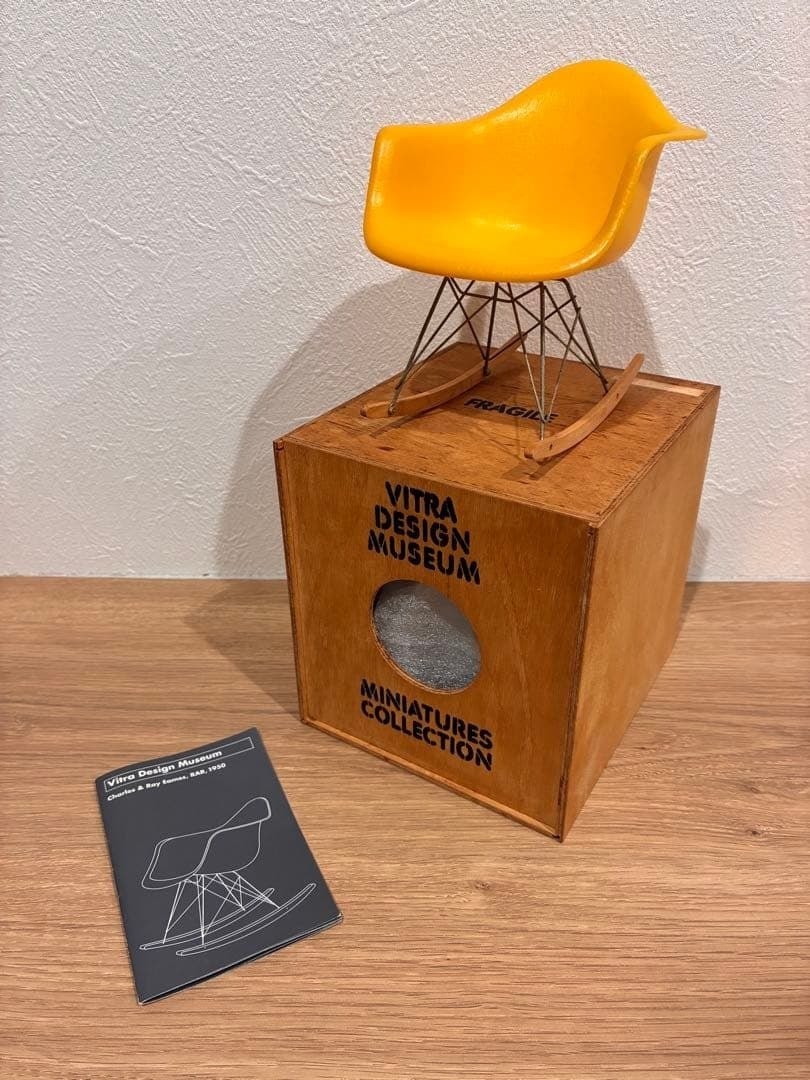 FRAGILE
VITRA
DESIGN
MUSEUM
MINIATURES
COLLECTION
Vitra Design Museum
Charles & Ray Eames, RAR, 1950